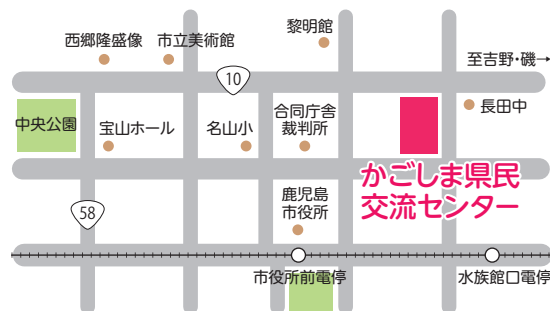 黎明館
西郷隆盛像
市立美術館
至吉野・磯→
10
長田中
中央公園
宝山ホール
名山小
合同庁舎
裁判所
かごしま県民
交流センター
58
鹿児島
市役所
市役所前電停
水族館口電停